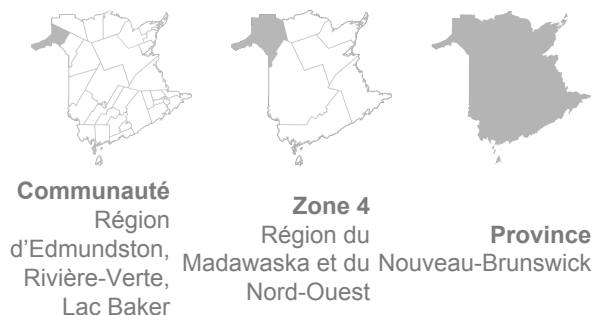 Communauté
Région
d'Edmundston,
Rivière-Verte,
Lac Baker
Zone 4
Région du
Madawaska et du
Nord-Ouest
Province
Nouveau-Brunswick